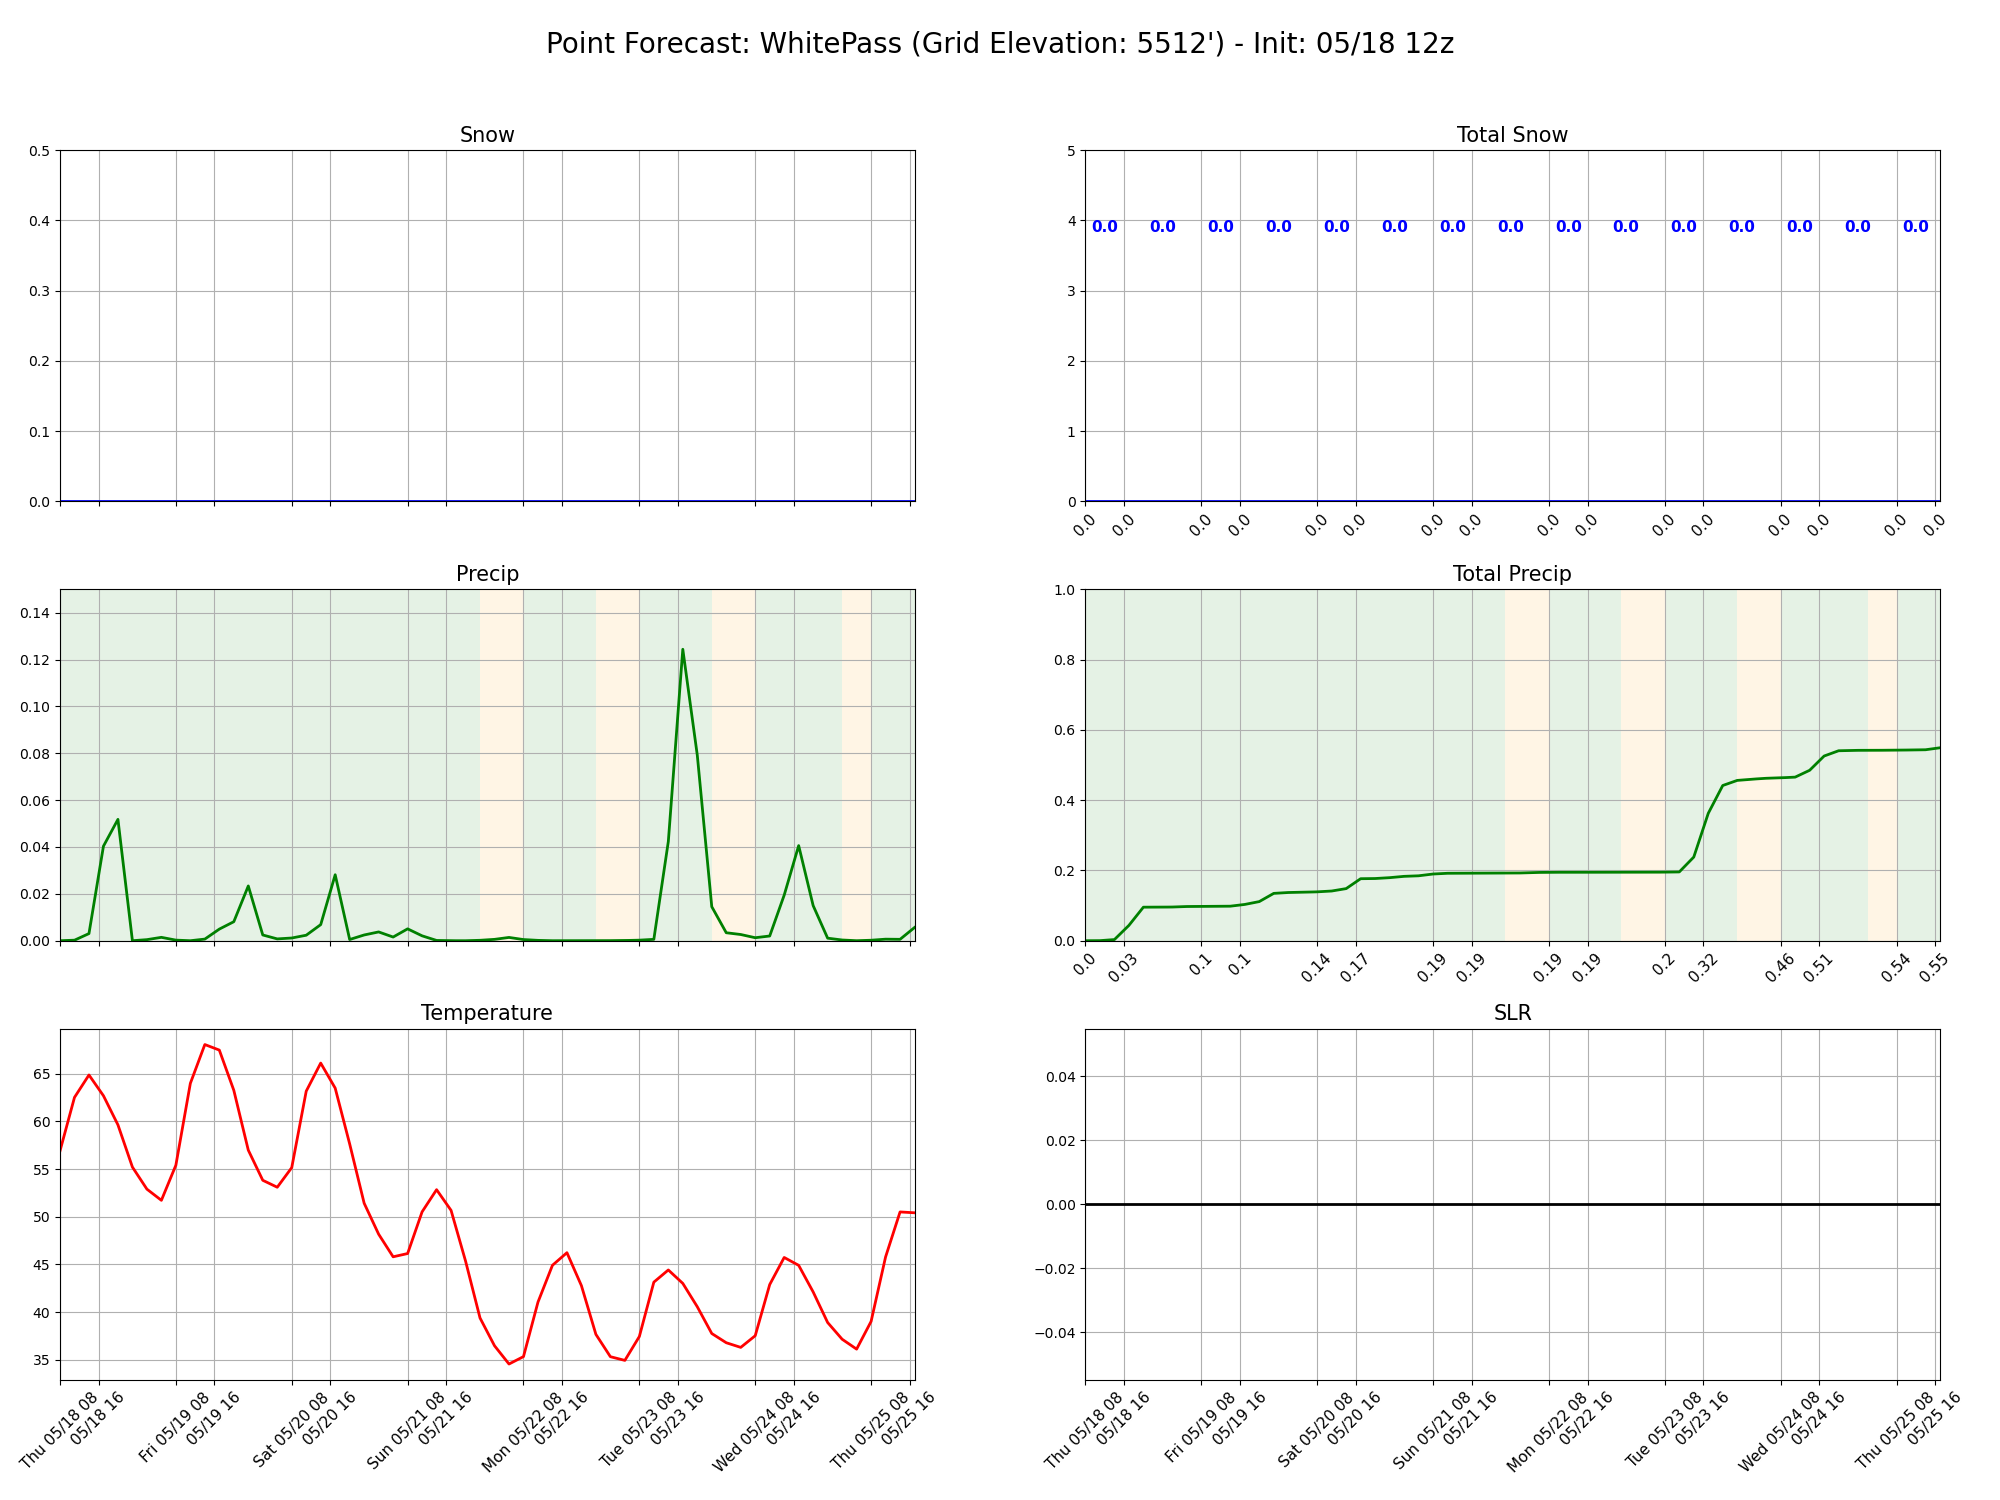 Point Forecast: WhitePass (Grid Elevation: 5512') - Init: 05/18 12z
Snow
0.5
0.4
0.3
0.2
0.1
0.0
Total Snow
5
4
3
2
1
0
0.0 0.0 0.0 0.0 0.0 0.0 0.0 0.0 0.0 0.0 0.0 0.0 0.0 0.0 0.0
0.0 0.0 0.0 0.0 0.0 0.0 0.0 0.0 0.0 0.0 0.0 0.0 0.0 0.0 0.0 0.0
Precip
0.14
0.12
0.10
0.08
0.06
0.04
0.02
0.00
Total Precip
1.0
0.8
0.6
0.4
0.2
0.0
0.0 0.03 0.1 0.1 0.14 0.17 0.19 0.19 0.19 0.19 0.2 0.32 0.46 0.51 0.54 0.55
Temperature
65
60
55
50
45
40
35
Thu 05/18 08
05/18 16
Fri 05/19 08
05/19 16
Sat 05/20 08
05/20 16
Sun 05/21 08
05/21 16
Mon 05/22 08
05/22 16
Tue 05/23 08
05/23 16
Wed 05/24 08
05/24 16
Thu 05/25 08
05/25 16
SLR
0.04
0.02
0.00
−0.02
−0.04
Thu 05/18 08
05/18 16
Fri 05/19 08
05/19 16
Sat 05/20 08
05/20 16
Sun 05/21 08
05/21 16
Mon 05/22 08
05/22 16
Tue 05/23 08
05/23 16
Wed 05/24 08
05/24 16
Thu 05/25 08
05/25 16